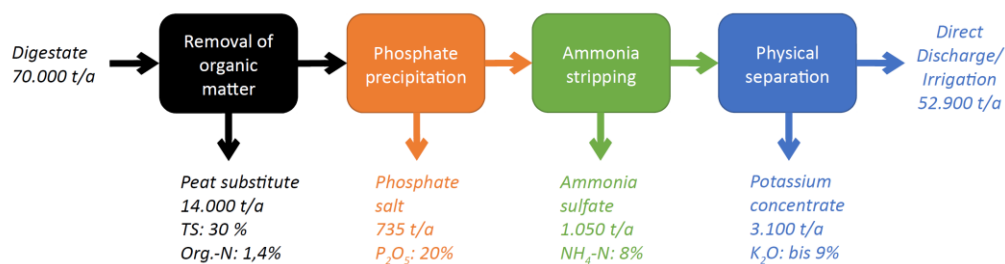 Digestate
70.000 t/a
Removal of
organic
matter
Phosphate
precipitation
Ammonia
stripping
Physical
separation
Direct
Discharge/
Irrigation
52.900 t/a
Peat substitute
14.000 t/a
TS: 30 %
Org.-N: 1,4%
Phosphate
salt
735 t/a
P₂O₅: 20%
Ammonia
sulfate
1.050 t/a
NH₄-N: 8%
Potassium
concentrate
3.100 t/a
K₂O: bis 9%